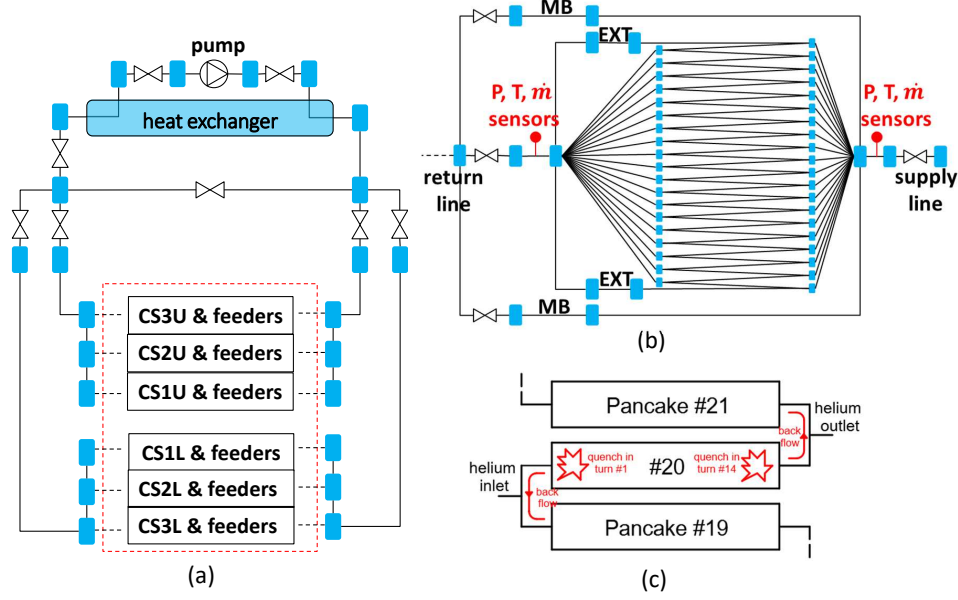 pump
heat exchanger
CS3U & feeders
CS2U & feeders
CS1U & feeders
CS1L & feeders
CS2L & feeders
CS3L & feeders
(a)
MB
EXT
P, T, ṁ
sensors
P, T, ṁ
sensors
return
line
supply
line
EXT
MB
(b)
Pancake #21
helium
outlet
back
flow
quench in
turn #1
#20
quench in
turn #14
helium
inlet
back
flow
Pancake #19
(c)